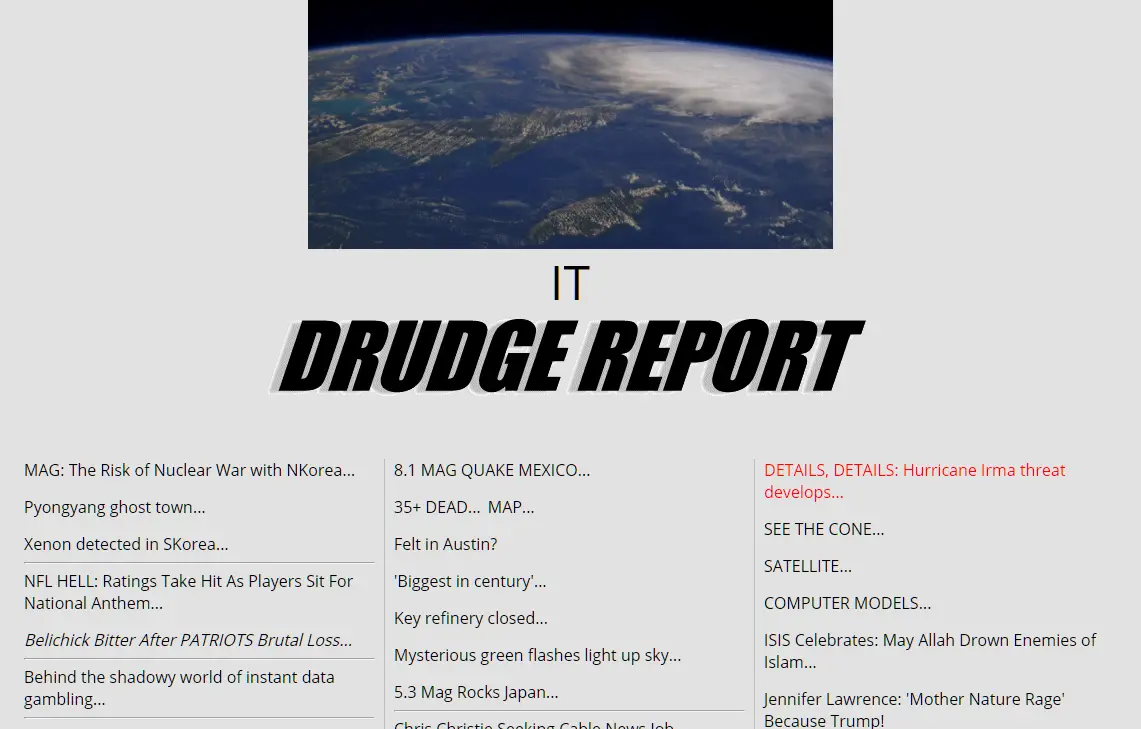 IT
DRUDGE REPORT
MAG: The Risk of Nuclear War with NKorea...
Pyongyang ghost town...
Xenon detected in SKorea...
NFL HELL: Ratings Take Hit As Players Sit For
National Anthem...
Belichick Bitter After PATRIOTS Brutal Loss...
Behind the shadowy world of instant data
gambling...
8.1 MAG QUAKE MEXICO...
35+ DEAD... MAP...
Felt in Austin?
'Biggest in century'...
Key refinery closed...
Mysterious green flashes light up sky...
5.3 Mag Rocks Japan...
Chris Christie Seeking Cable News Job
DETAILS, DETAILS: Hurricane Irma threat
develops...
SEE THE CONE...
SATELLITE...
COMPUTER MODELS...
ISIS Celebrates: May Allah Drown Enemies of
Islam...
Jennifer Lawrence: 'Mother Nature Rage'
Because Trump!